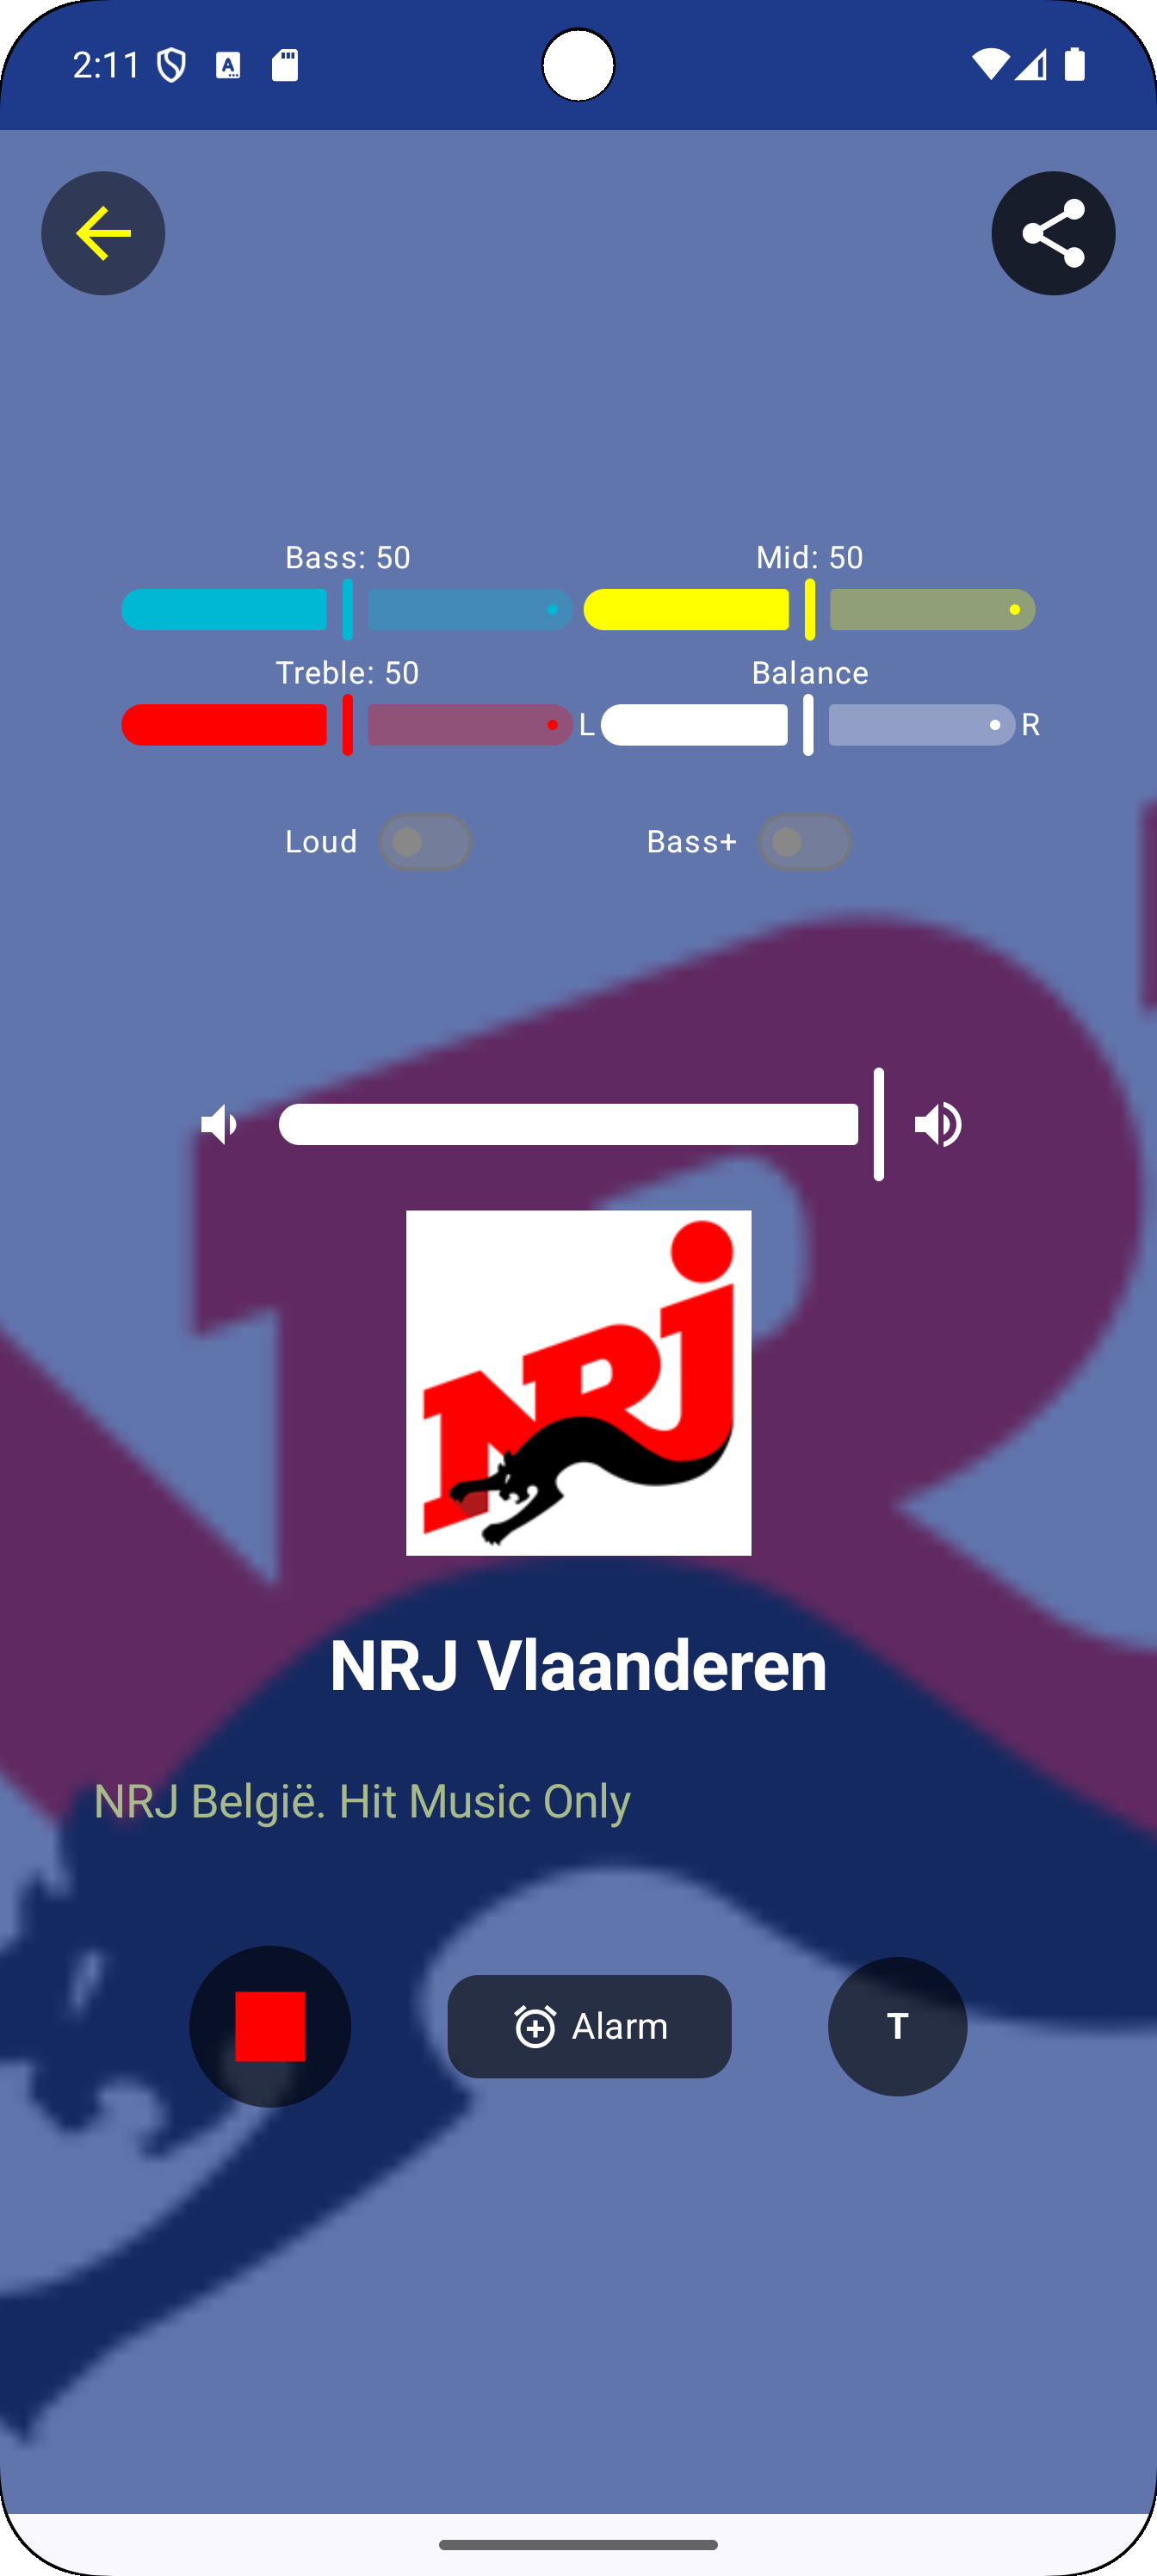 2:11
Bass: 50
Mid: 50
Treble: 50
Balance
L
R
Loud
Bass+
NRJ
NRJ Vlaanderen
NRJ België. Hit Music Only
Alarm
T